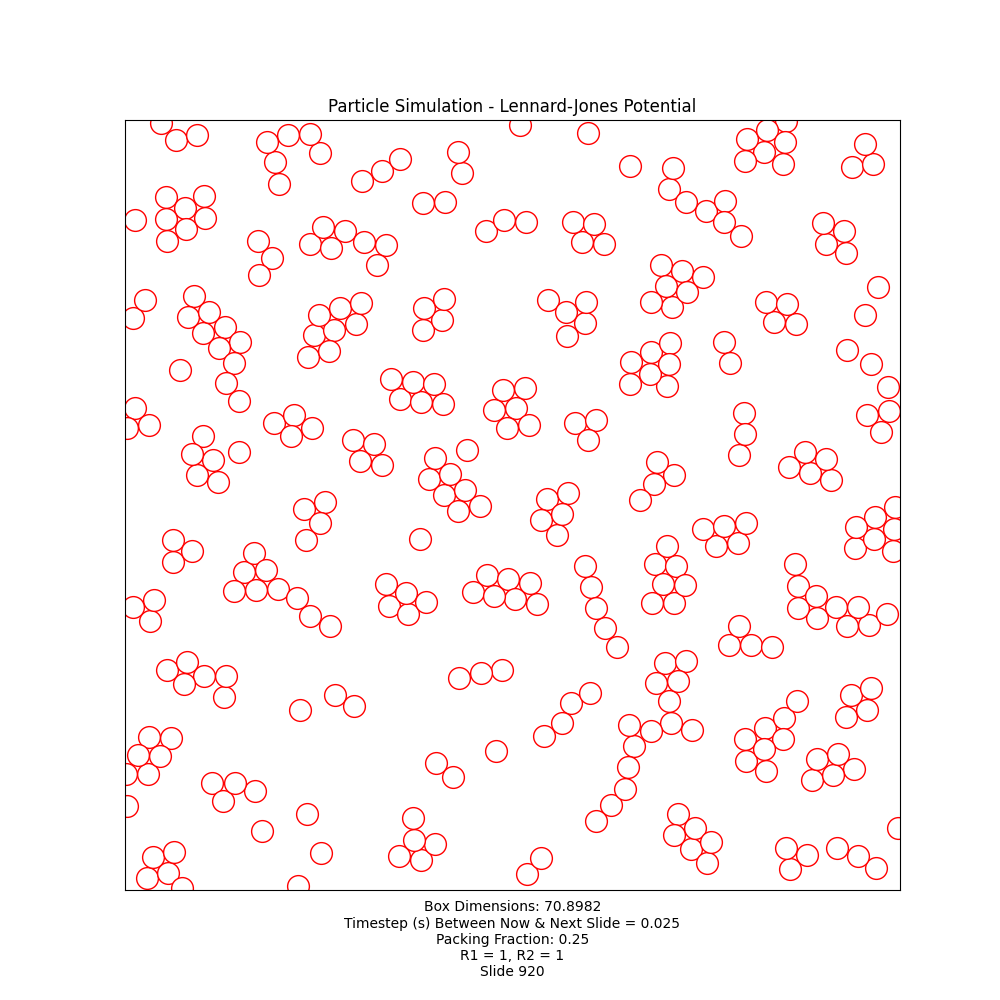 Particle Simulation - Lennard-Jones Potential
Box Dimensions: 70.8982
Timestep (s) Between Now & Next Slide = 0.025
Packing Fraction: 0.25
R1 = 1, R2 = 1
Slide 920